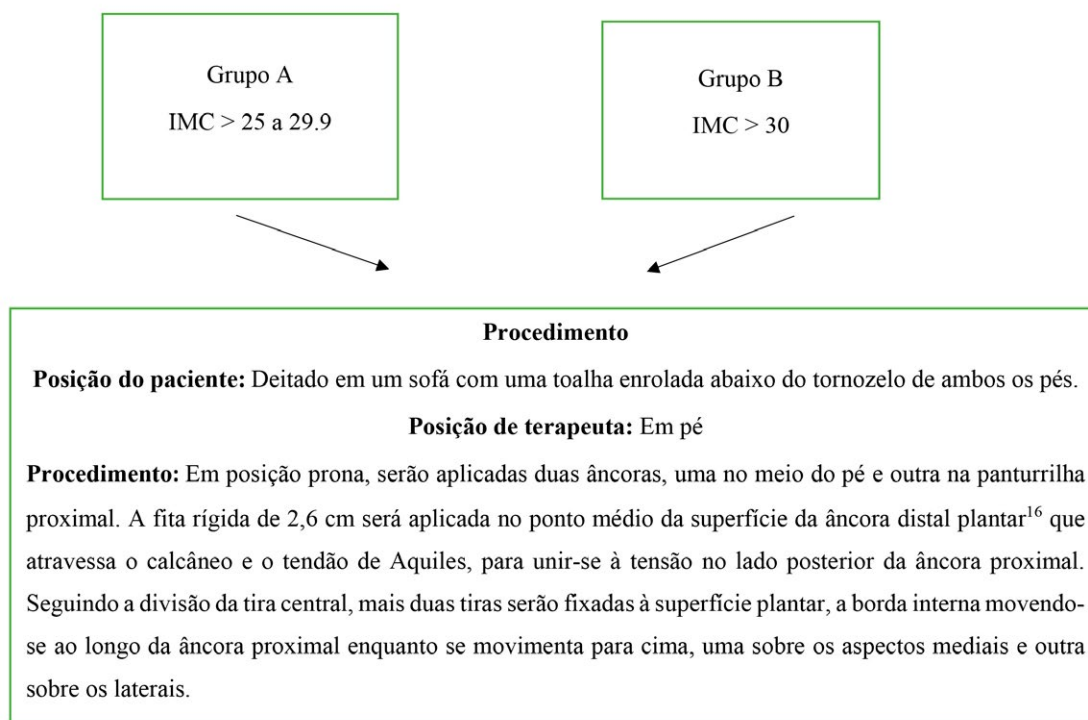 Grupo A
IMC > 25 a 29.9
Grupo B
IMC > 30
Procedimento
Posição do paciente: Deitado em um sofá com uma toalha enrolada abaixo do tornozelo de ambos os pés.
Posição de terapeuta: Em pé
Procedimento: Em posição prona, serão aplicadas duas âncoras, uma no meio do pé e outra na panturrilha
proximal. A fita rígida de 2,6 cm será aplicada no ponto médio da superfície da âncora distal plantar16 que
atravessa o calcâneo e o tendão de Aquiles, para unir-se à tensão no lado posterior da âncora proximal.
Seguindo a divisão da tira central, mais duas tiras serão fixadas à superfície plantar, a borda interna movendo-
se ao longo da âncora proximal enquanto se movimenta para cima, uma sobre os aspectos mediais e outra
sobre os laterais.